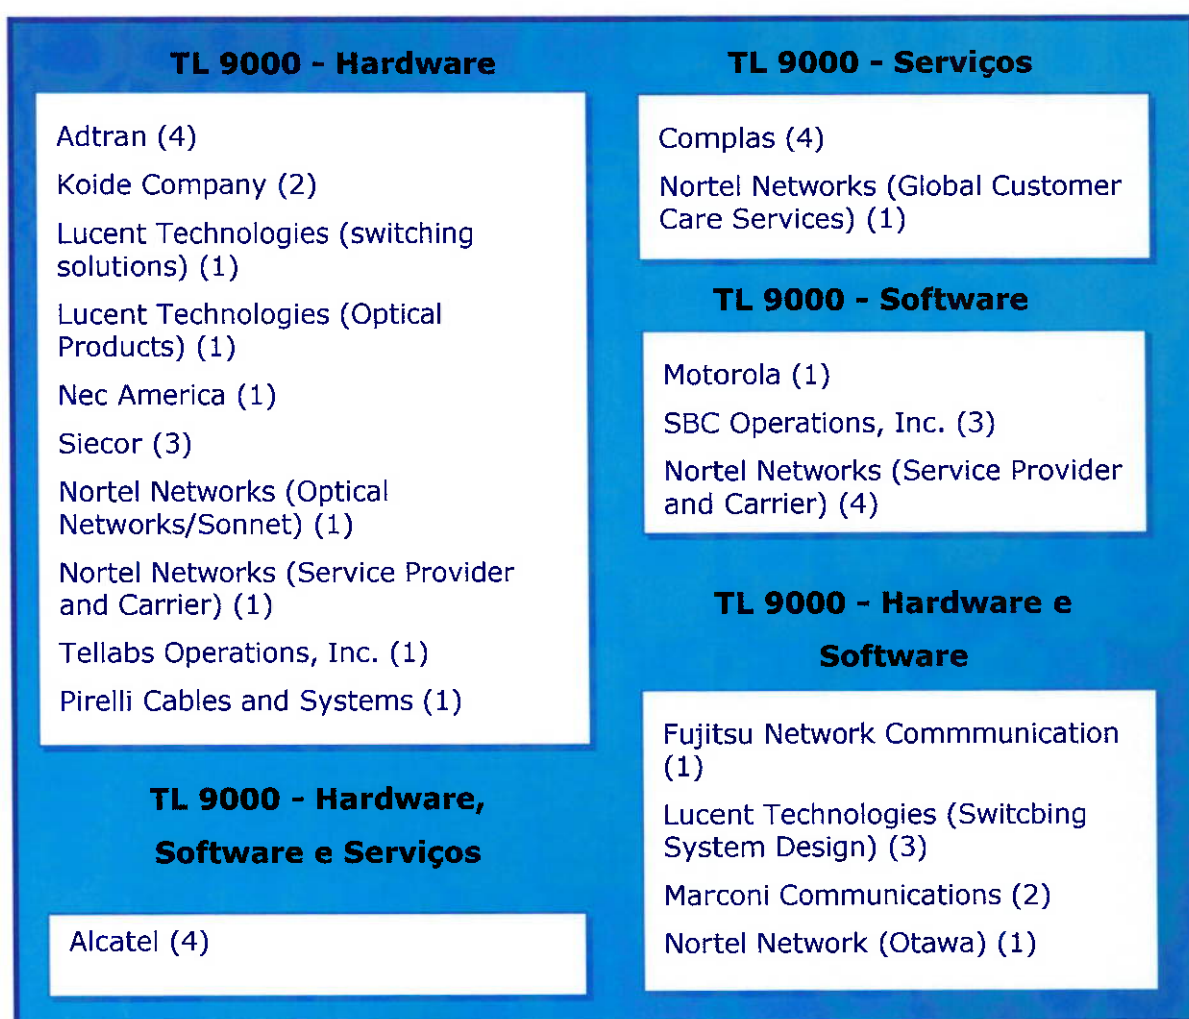 TL 9000 - Hardware
Adtran (4)
Koide Company (2)
Lucent Technologies (switching
solutions) (1)
Lucent Technologies (Optical
Products) (1)
Nec America (1)
Siecor (3)
Nortel Networks (Optical
Networks/Sonnet) (1)
Nortel Networks (Service Provider
and Carrier) (1)
Tellabs Operations, Inc. (1)
Pirelli Cables and Systems (1)
TL 9000 - Hardware,
Software e Serviços
Alcatel (4)
TL 9000 - Serviços
Complas (4)
Nortel Networks (Global Customer
Care Services) (1)
TL 9000 - Software
Motorola (1)
SBC Operations, Inc. (3)
Nortel Networks (Service Provider
and Carrier) (4)
TL 9000 - Hardware e
Software
Fujitsu Network Commmunication
(1)
Lucent Technologies (Switcbing
System Design) (3)
Marconi Communications (2)
Nortel Network (Otawa) (1)